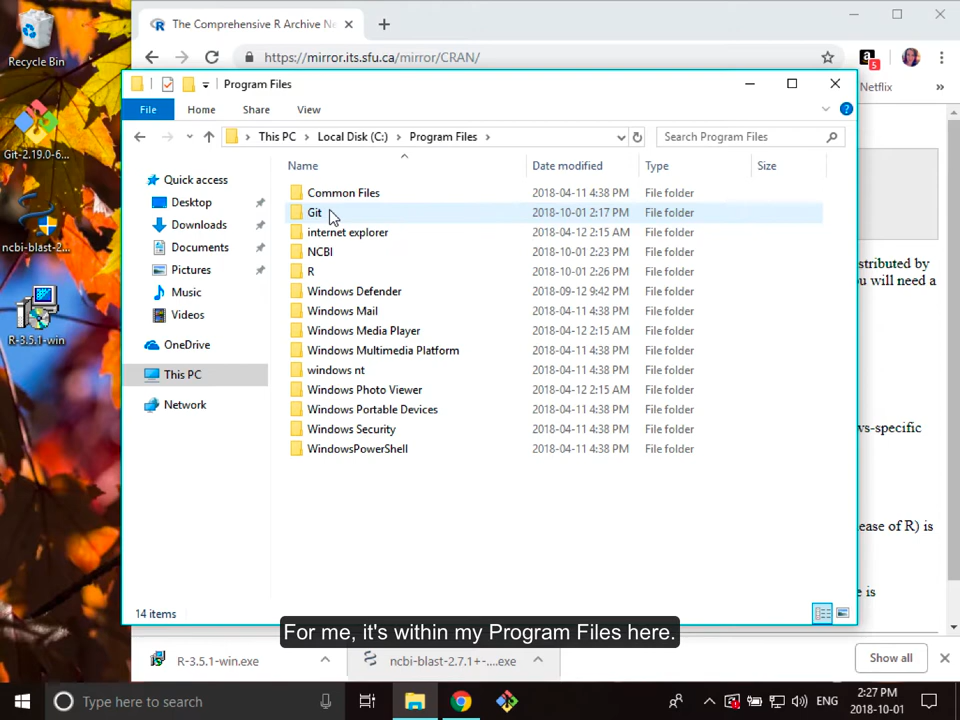 Recycle Bin
Git-2.19.0-6...
ncbi-blast-2...
R-3.5.1-win
The Comprehensive R Archive Ne
https://mirror.its.sfu.ca/mirror/CRAN/
5
Netflix
»
Program Files
File
Home
Share
View
This PC
Local Disk (C:)
Program Files
Search Program Files
Name
Date modified
Type
Size
Quick access
Desktop
Downloads
Documents
Pictures
Music
Videos
OneDrive
This PC
Network
Common Files 2018-04-11 4:38 PM File folder
Git 2018-10-01 2:17 PM File folder
internet explorer 2018-04-12 2:15 AM File folder
NCBI 2018-10-01 2:23 PM File folder
R 2018-10-01 2:26 PM File folder
Windows Defender 2018-09-12 9:42 PM File folder
Windows Mail 2018-04-11 4:38 PM File folder
Windows Media Player 2018-04-12 2:15 AM File folder
Windows Multimedia Platform 2018-04-11 4:38 PM File folder
windows nt 2018-04-11 4:38 PM File folder
Windows Photo Viewer 2018-04-12 2:15 AM File folder
Windows Portable Devices 2018-04-11 4:38 PM File folder
Windows Security 2018-04-11 4:38 PM File folder
WindowsPowerShell 2018-04-11 4:38 PM File folder
14 items
stributed by
ou will need a
ws-specific
ease of R) is
e is
For me, it's within my Program Files here.
R-3.5.1-win.exe
ncbi-blast-2.7.1+-....exe
Show all
Type here to search
ENG
2:27 PM
2018-10-01